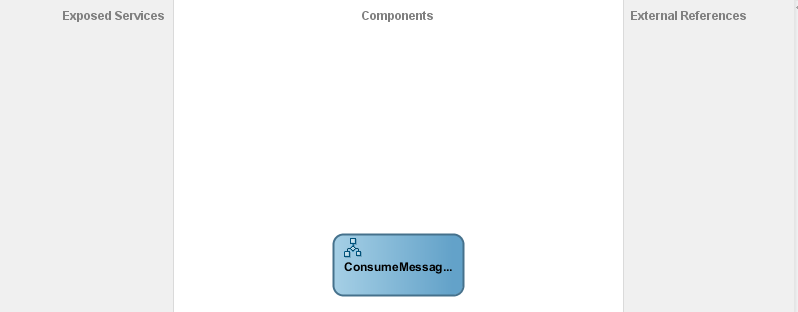 Exposed Services
Components
External References
ConsumeMessag...